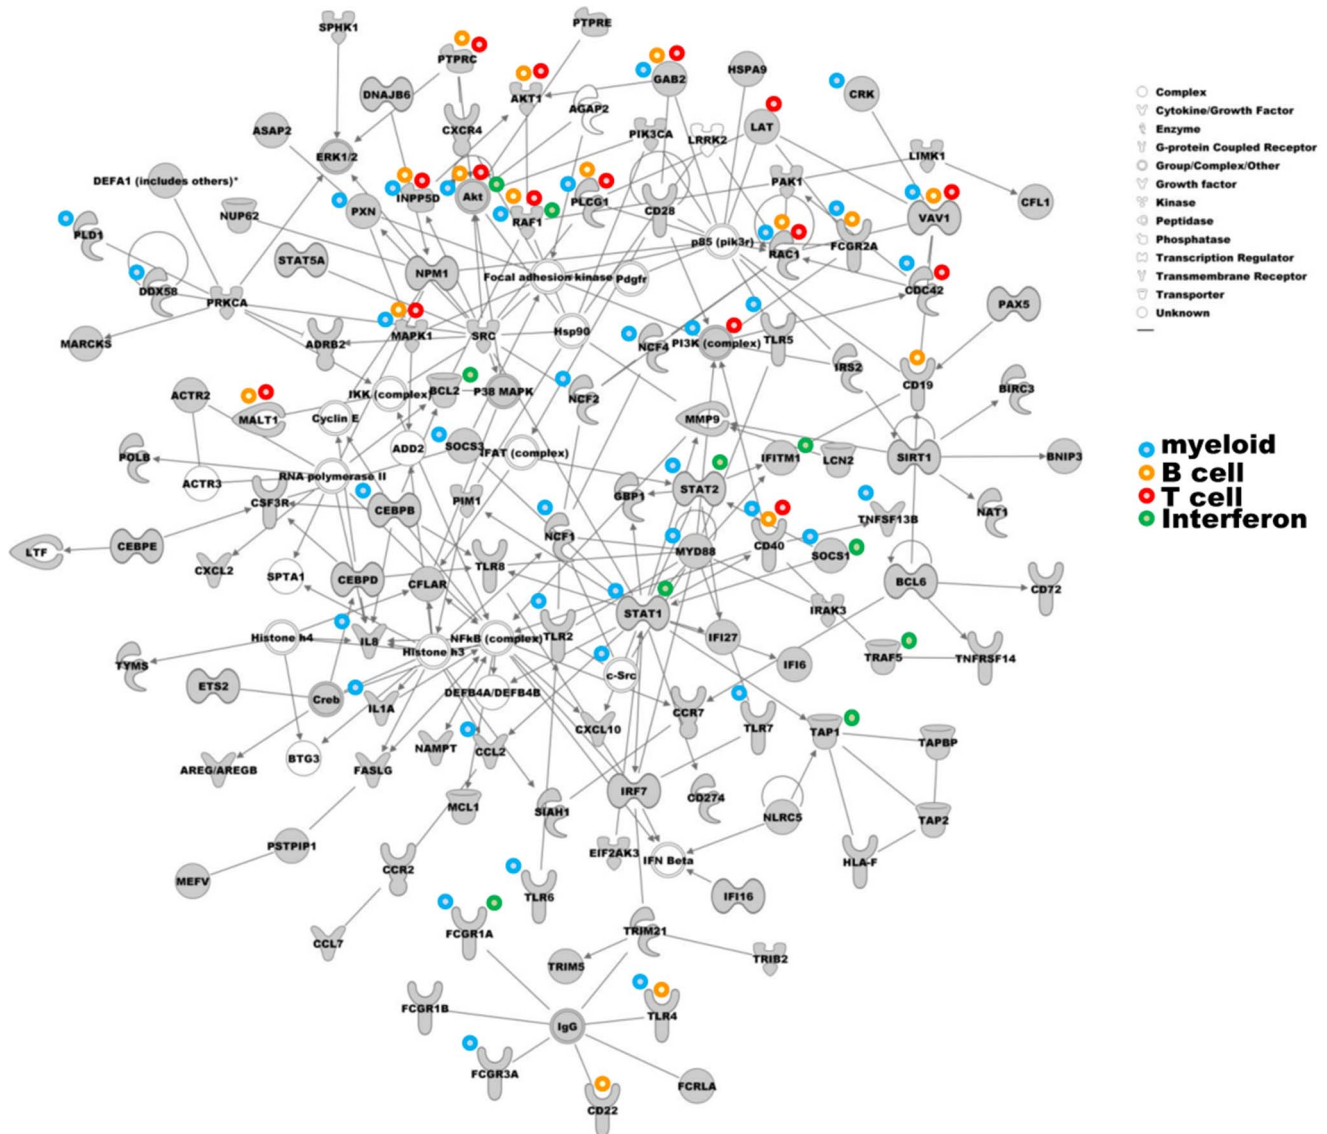 SPHK1
PTPRE
PTPRC
GAB2
HSPA9
CRK
DNAJB6
AKT1
AGAP2
ASAP2
CXCR4
PIK3CA
LRRK2
LAT
ERK1/2
LIMK1
DEFA1 (includes others)*
INPP5D
Akt
PLCG1
PAK1
CFL1
NUP62
PXN
RAF1
CD28
VAV1
PLD1
p85 (pik3r)
RAC1
FCGR2A
STAT5A
NPM1
Focal adhesion kinase
Pdgfr
DDX58
PRKCA
CDC42
PAX5
MARCKS
ADRB2
MAPK1
SRC
Hsp90
NCF4
PI3K (complex)
TLR5
IRS2
CD19
BIRC3
ACTR2
IKK (complex)
BCL2
P38 MAPK
NCF2
MALT1
Cyclin E
MMP9
POLB
ADD2
SOCS3
NFAT (complex)
IFITM1
LCN2
SIRT1
BNIP3
ACTR3
RNA polymerase II
CSF3R
CEBPB
PIM1
GBP1
STAT2
TNFSF13B
NAT1
LTF
CEBPE
NCF1
MYD88
CD40
SOCS1
CXCL2
SPTA1
CEBPD
CFLAR
TLR8
BCL6
CD72
STAT1
IRAK3
Histone h4
IL8
Histone h3
NFkB (complex)
TLR2
IFI27
TYMS
IFI6
TRAF5
TNFRSF14
ETS2
Creb
IL1A
DEFB4A/DEFB4B
c-Src
CCR7
CXCL10
TLR7
TAP1
TAPBP
AREG/AREGB
BTG3
FASLG
NAMPT
CCL2
MCL1
SIAH1
IRF7
CD274
NLRC5
TAP2
PSTPIP1
MEFV
CCR2
EIF2AK3
IFN Beta
HLA-F
TLR6
IFI16
CCL7
FCGR1A
TRIM21
TRIM5
TRIB2
FCGR1B
IgG
TLR4
FCGR3A
FCRLA
CD22
Complex
Cytokine/Growth Factor
Enzyme
G-protein Coupled Receptor
Group/Complex/Other
Growth factor
Kinase
Peptidase
Phosphatase
Transcription Regulator
Transmembrane Receptor
Transporter
Unknown
myeloid
B cell
T cell
Interferon